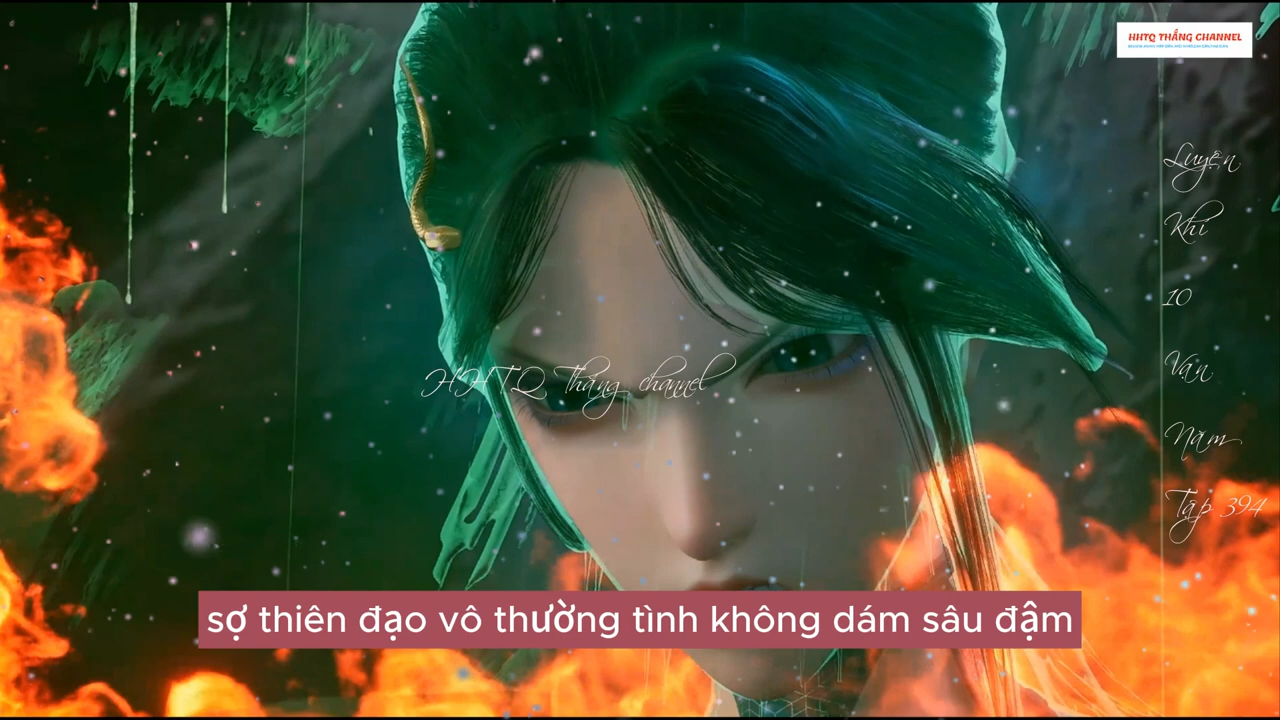 HHTQ THẮNG CHANNEL
Luyện
Khí
10
Vạn
Năm
Tập 394
HHTQ Thắng channel
sợ thiên đạo vô thường tình không dám sâu đậm